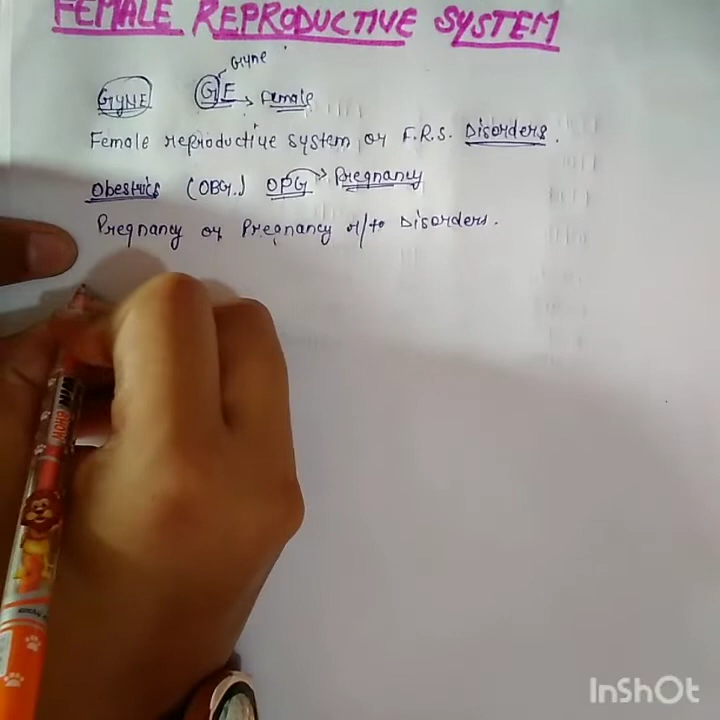 FEMALE REPRODUCTIVE SYSTEM
Gyne
GYNE GF → Female
Female reproductive system or F.R.S. Disorders.
Obestrics (OBG.) OPG → Pregnancy
Pregnancy or Pregnancy r/to Disorders.
InShOt